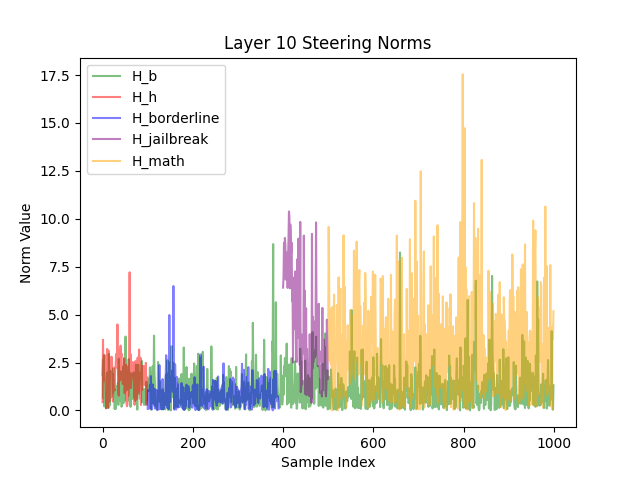 Layer 10 Steering Norms
H_b
H_h
H_borderline
H_jailbreak
H_math
17.5
15.0
12.5
10.0
7.5
5.0
2.5
0.0
Norm Value
0 200 400 600 800 1000
Sample Index